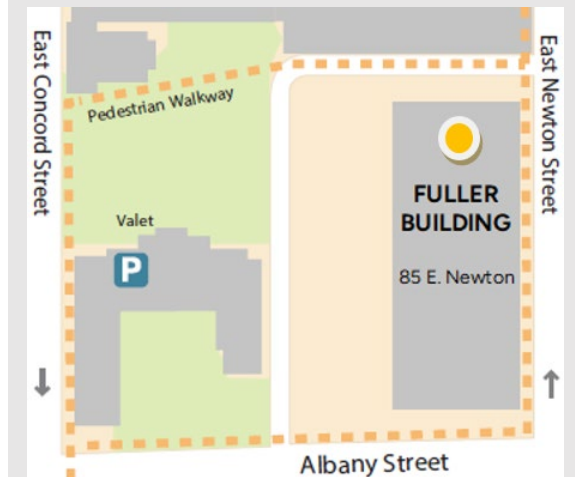 East Concord Street
East Newton Street
Pedestrian Walkway
FULLER
BUILDING
Valet
P
85 E. Newton
Albany Street